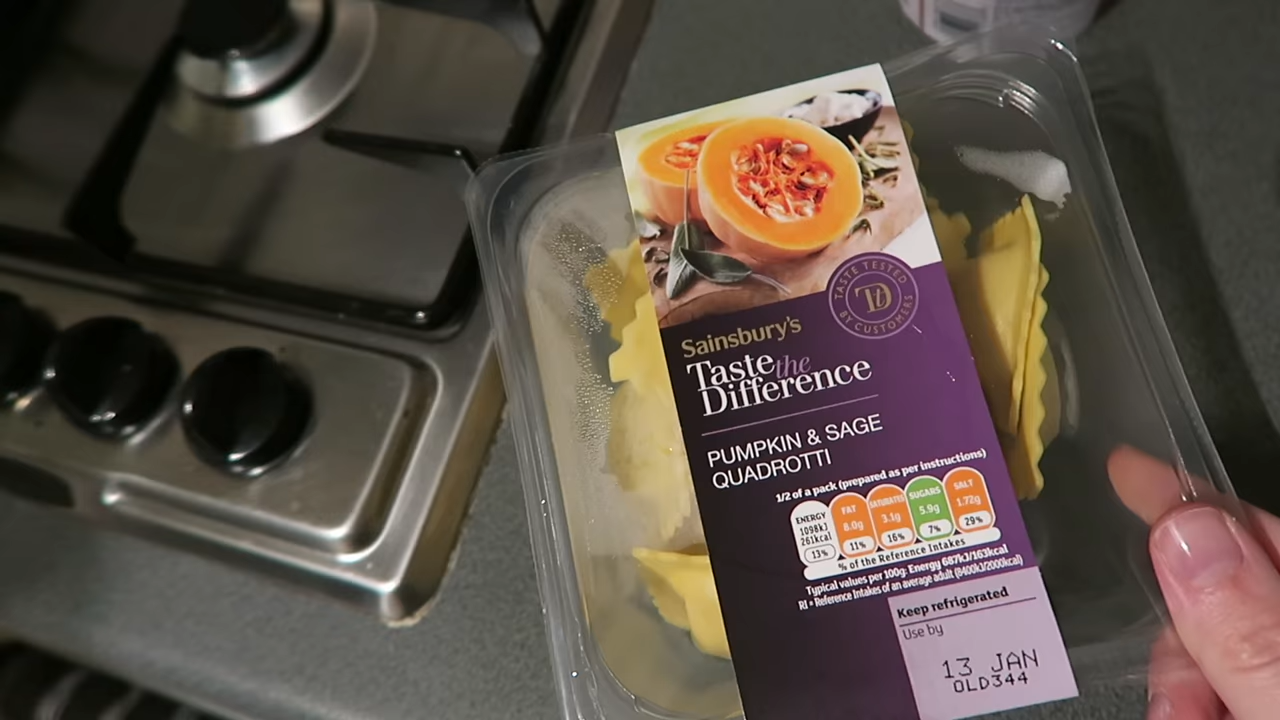 TASTE TESTED
Td
BY CUSTOMERS
Sainsbury's
Taste the
Difference
PUMPKIN & SAGE
QUADROTTI
1/2 of a pack (prepared as per instructions)
ENERGY
1098kJ
261kcal
13%
FAT
8.0g
11%
SATURATES
3.1g
16%
SUGARS
5.9g
7%
SALT
1.72g
29%
% of the Reference Intakes
Typical values per 100g: Energy 687kJ/163kcal
RI = Reference Intakes of an average adult (8400kJ/2000kcal)
Keep refrigerated
Use by
13 JAN
OLD344